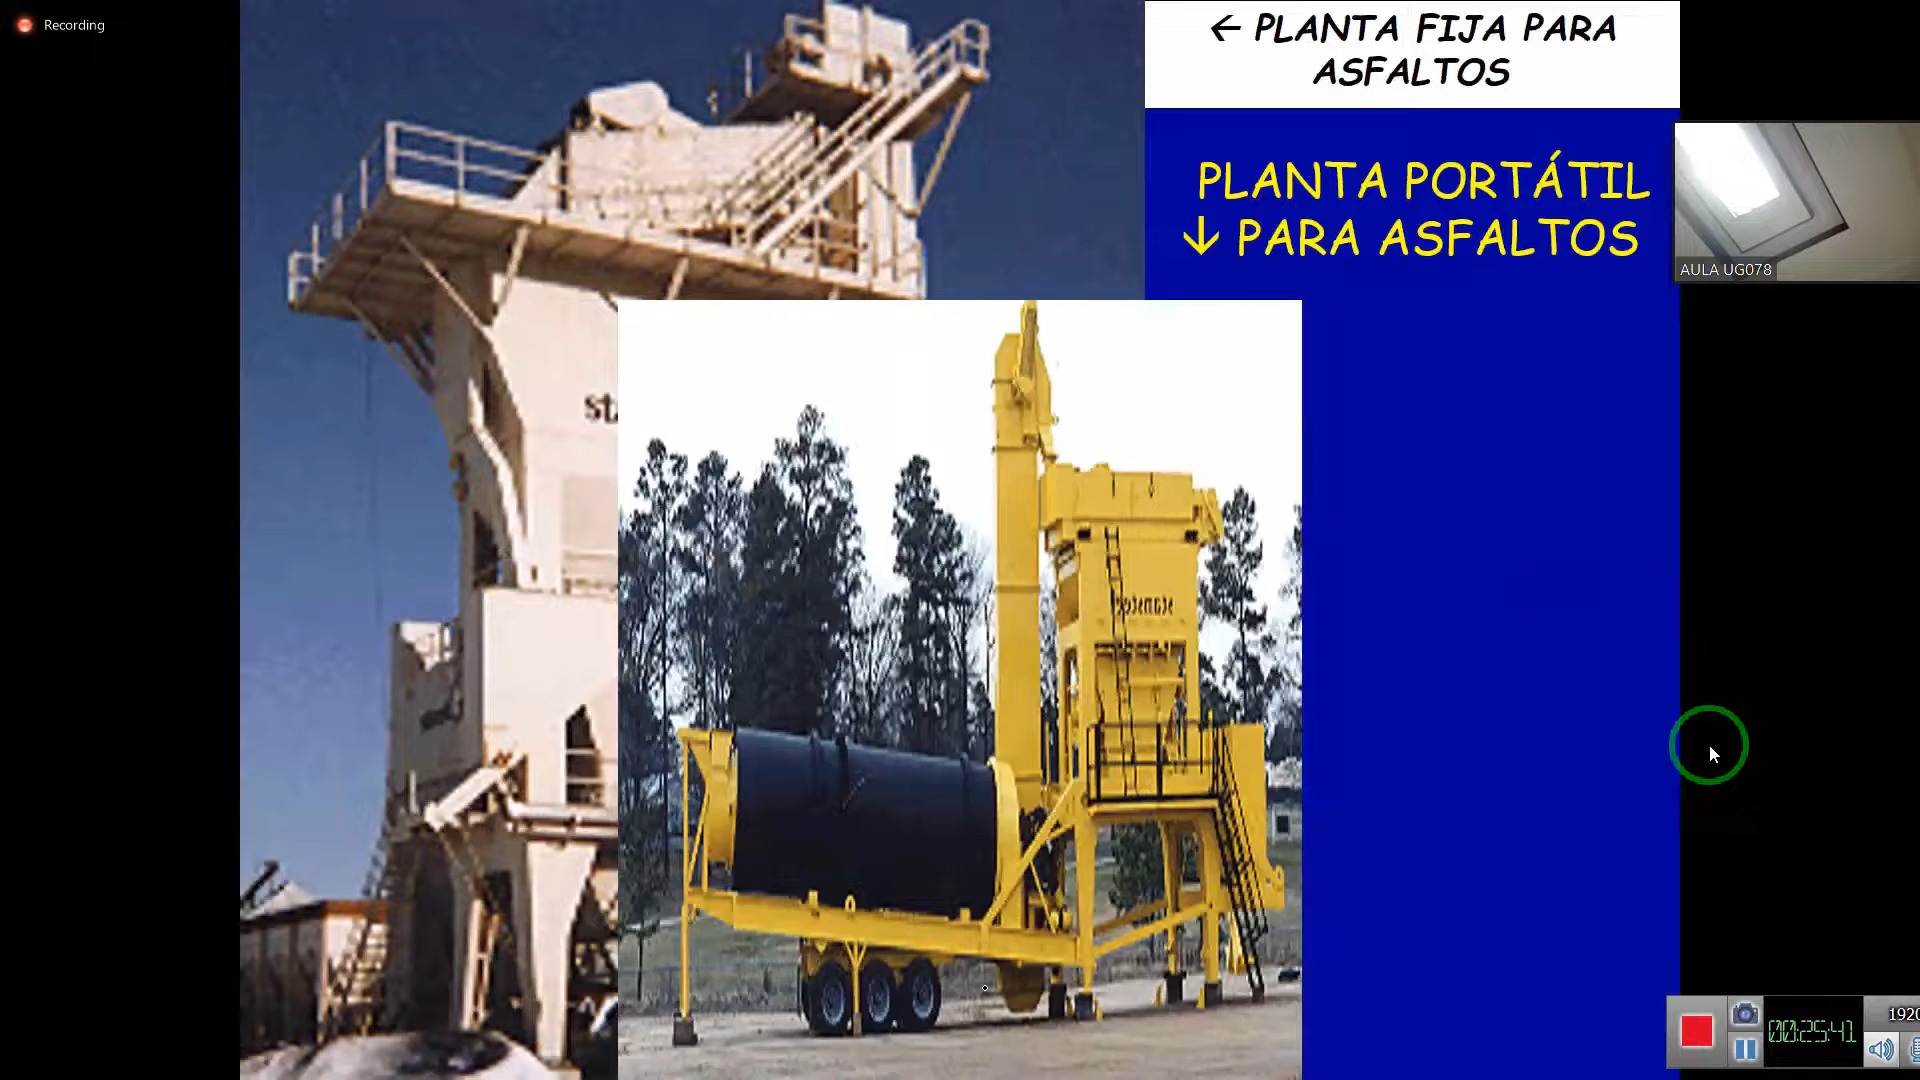 Recording
← PLANTA FIJA PARA
ASFALTOS
PLANTA PORTÁTIL
↓ PARA ASFALTOS
AULA UG078
00:25:41
1920